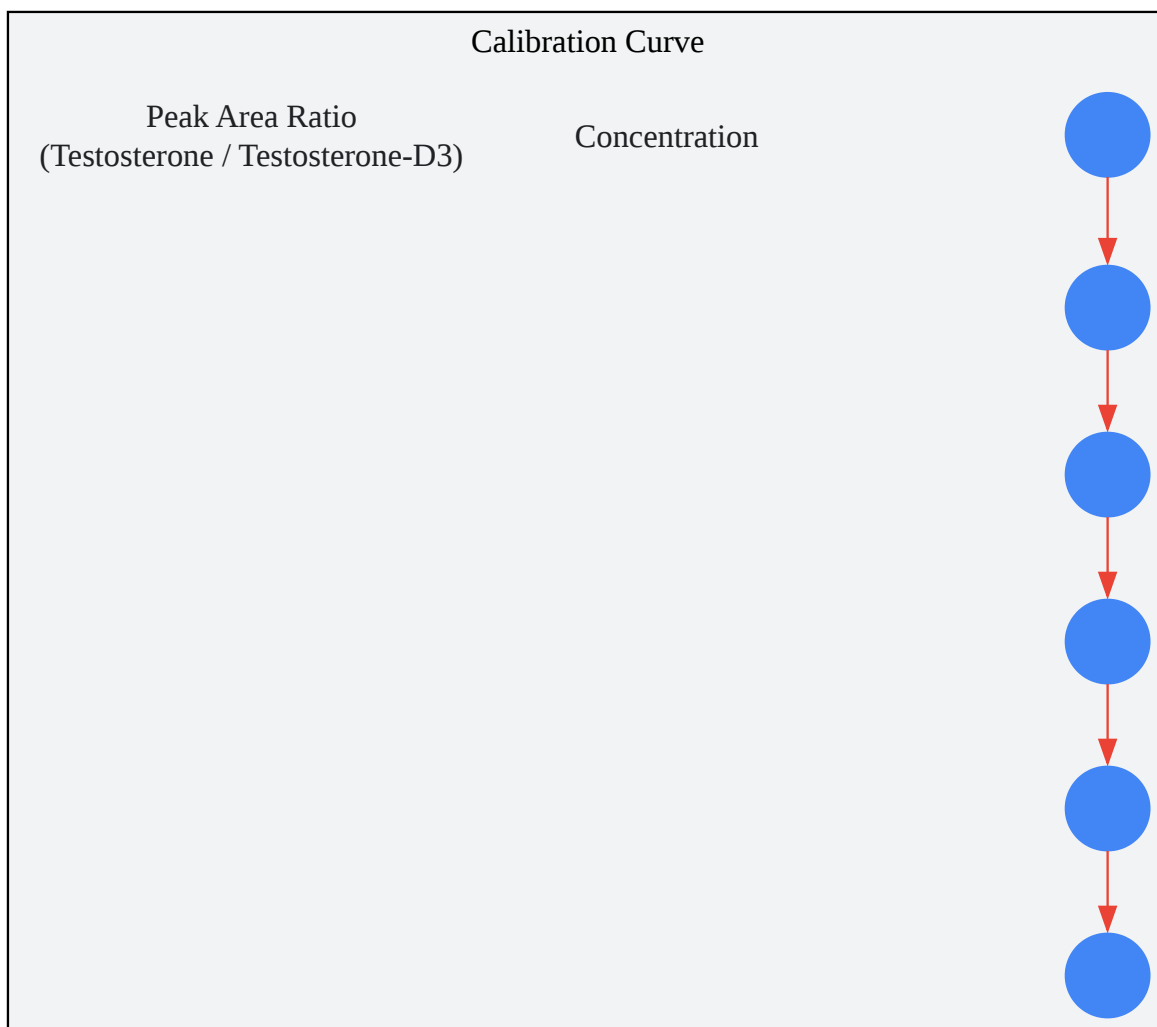 Calibration Curve
Peak Area Ratio
(Testosterone / Testosterone-D3)
Concentration